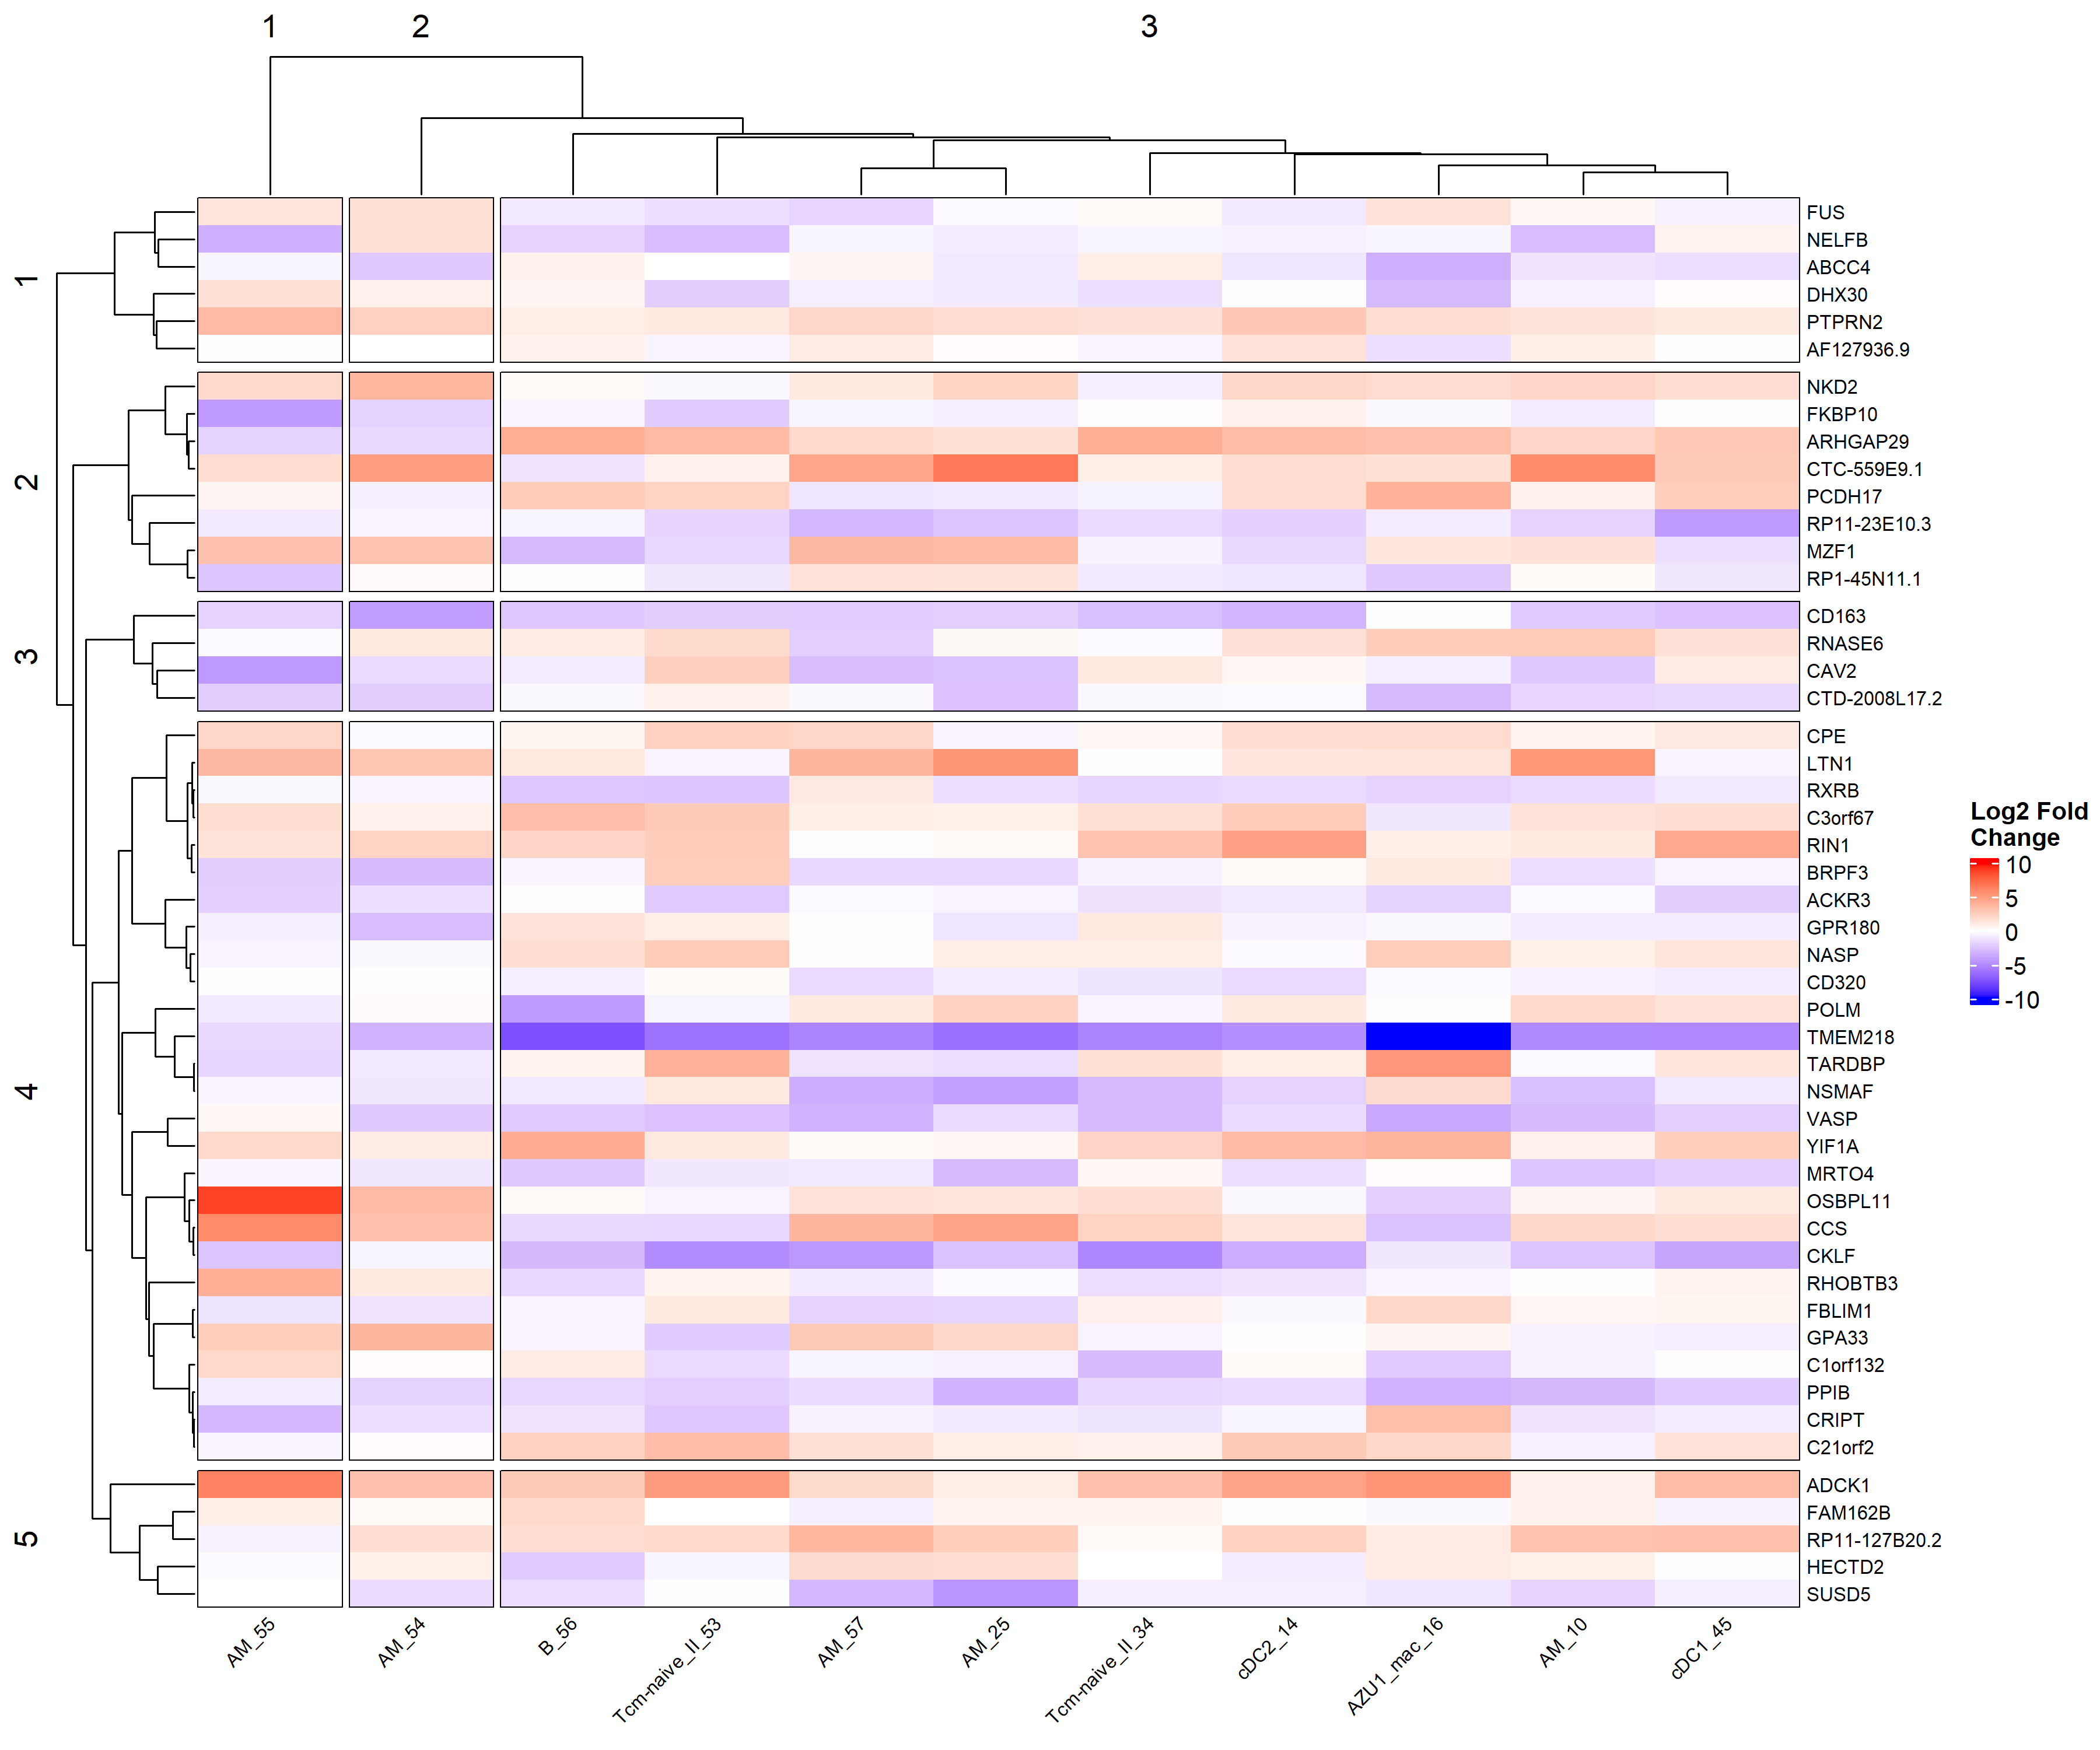 1
2
3
1
FUS
NELFB
ABCC4
DHX30
PTPRN2
AF127936.9
2
NKD2
FKBP10
ARHGAP29
CTC-559E9.1
PCDH17
RP11-23E10.3
MZF1
RP1-45N11.1
3
CD163
RNASE6
CAV2
CTD-2008L17.2
4
CPE
LTN1
RXRB
C3orf67
RIN1
BRPF3
ACKR3
GPR180
NASP
CD320
POLM
TMEM218
TARDBP
NSMAF
VASP
YIF1A
MRTO4
OSBPL11
CCS
CKLF
RHOBTB3
FBLIM1
GPA33
C1orf132
PPIB
CRIPT
C21orf2
5
ADCK1
FAM162B
RP11-127B20.2
HECTD2
SUSD5
AM_55
AM_54
B_56
Tcm-naive_II_53
AM_57
AM_25
Tcm-naive_II_34
cDC2_14
AZU1_mac_16
AM_10
cDC1_45
Log2 Fold
Change
10
5
0
-5
-10